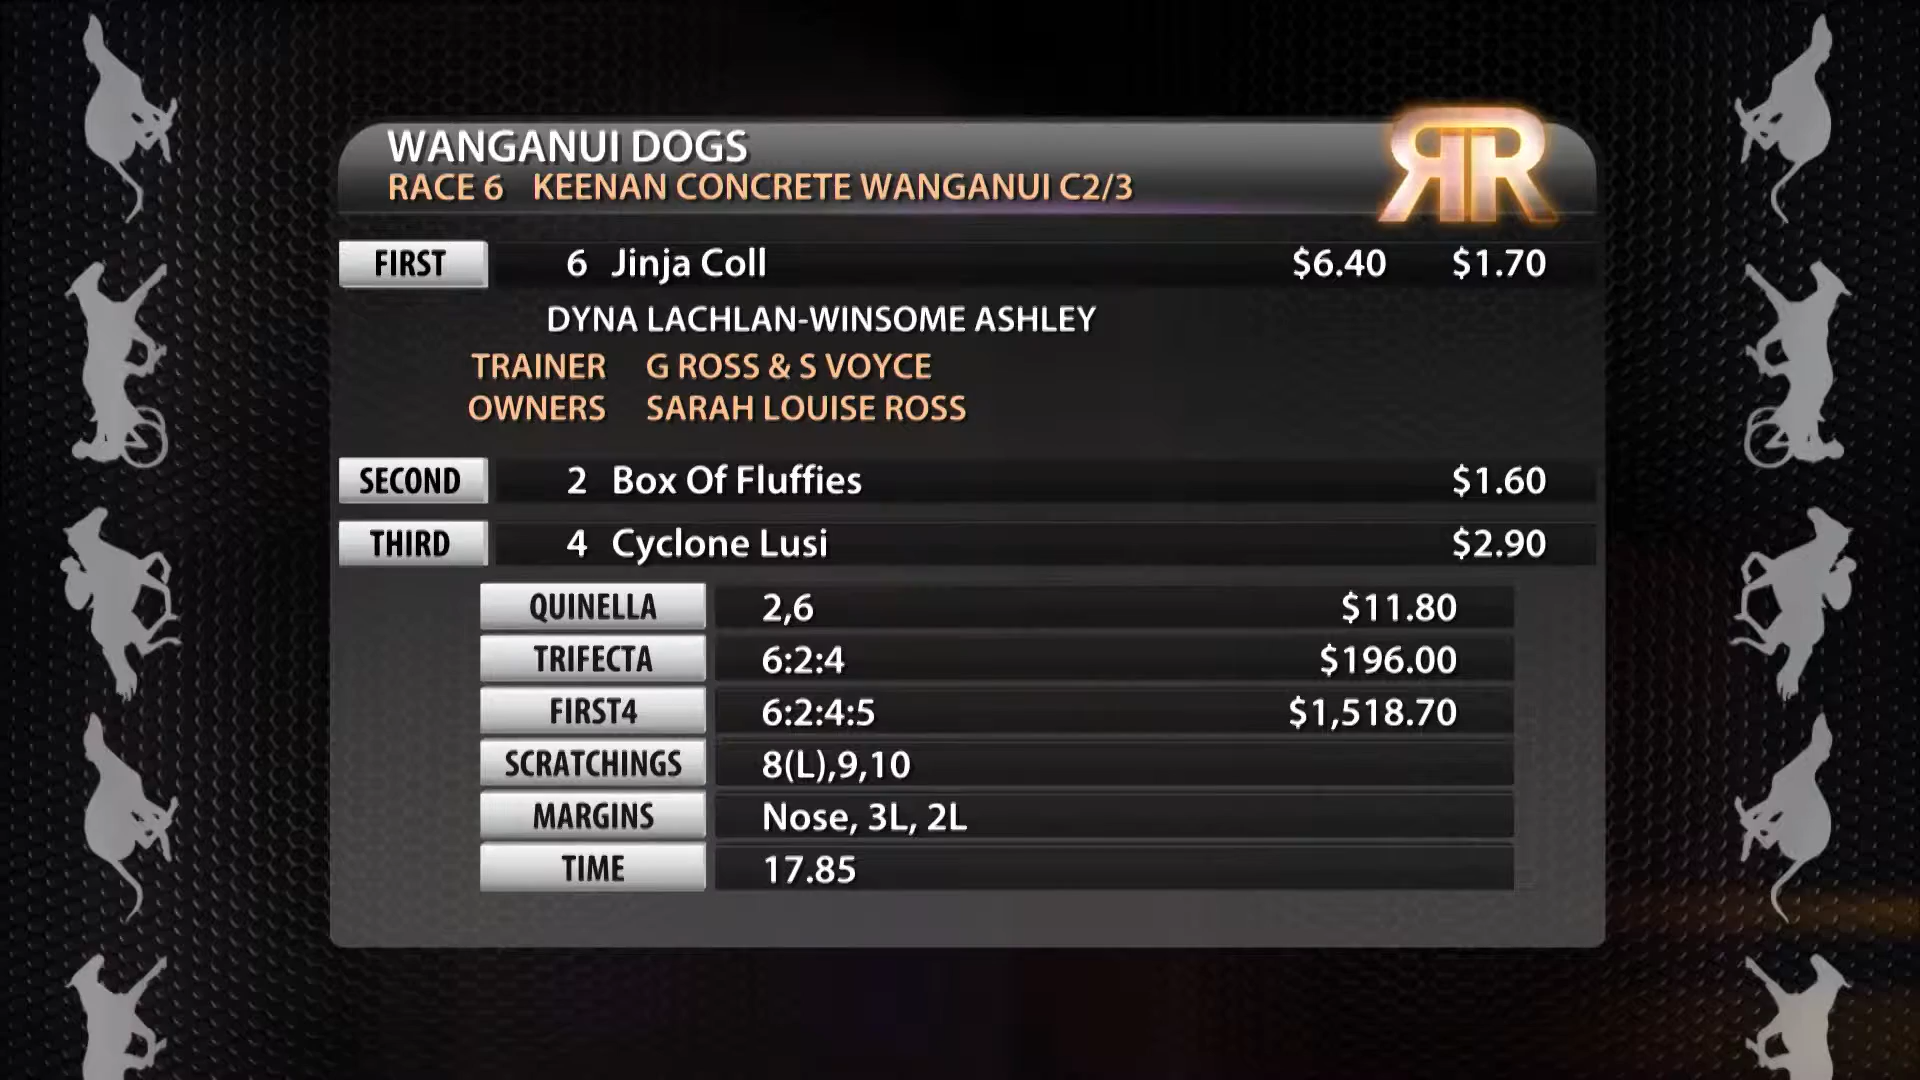 WANGANUI DOGS
RACE 6 KEENAN CONCRETE WANGANUI C2/3
RR
FIRST 6 Jinja Coll $6.40 $1.70
DYNA LACHLAN-WINSOME ASHLEY
TRAINER G ROSS & S VOYCE
OWNERS SARAH LOUISE ROSS
SECOND 2 Box Of Fluffies $1.60
THIRD 4 Cyclone Lusi $2.90
QUINELLA 2,6 $11.80
TRIFECTA 6:2:4 $196.00
FIRST4 6:2:4:5 $1,518.70
SCRATCHINGS 8(L),9,10
MARGINS Nose, 3L, 2L
TIME 17.85